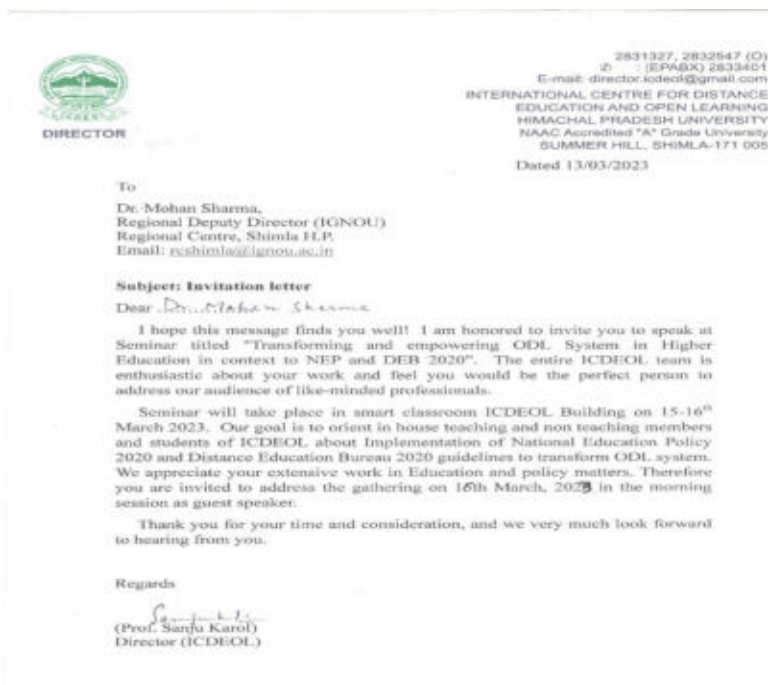 2831327, 2832547 (O)
✆ : (EPABX) 2833401
E-mail: director.icdeol@gmail.com
INTERNATIONAL CENTRE FOR DISTANCE
EDUCATION AND OPEN LEARNING
HIMACHAL PRADESH UNIVERSITY
NAAC Accredited "A" Grade University
SUMMER HILL, SHIMLA-171 005
DIRECTOR
Dated 13/03/2023
To
Dr. Mohan Sharma,
Regional Deputy Director (IGNOU)
Regional Centre, Shimla H.P.
Email: rcshimla@ignou.ac.in
Subject: Invitation letter
Dear Dr. Mohan Sharma
I hope this message finds you well! I am honored to invite you to speak at
Seminar titled "Transforming and empowering ODL System in Higher
Education in context to NEP and DEB 2020". The entire ICDEOL team is
enthusiastic about your work and feel you would be the perfect person to
address our audience of like-minded professionals.
Seminar will take place in smart classroom ICDEOL Building on 15-16th
March 2023. Our goal is to orient in house teaching and non teaching members
and students of ICDEOL about Implementation of National Education Policy
2020 and Distance Education Bureau 2020 guidelines to transform ODL system.
We appreciate your extensive work in Education and policy matters. Therefore
you are invited to address the gathering on 16th March, 2023 in the morning
session as guest speaker.
Thank you for your time and consideration, and we very much look forward
to hearing from you.
Regards
(Prof. Sanju Karol)
Director (ICDEOL)